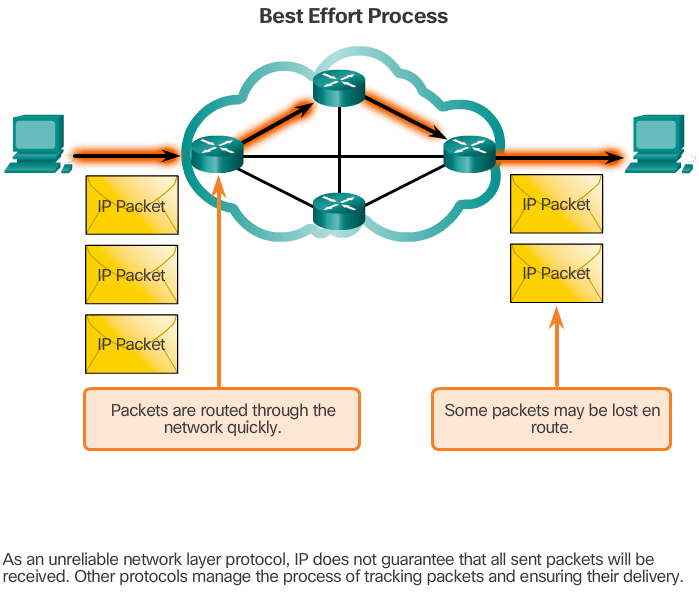 Best Effort Process
IP Packet
IP Packet
IP Packet
IP Packet
IP Packet
Packets are routed through the
network quickly.
Some packets may be lost en
route.
As an unreliable network layer protocol, IP does not guarantee that all sent packets will be
received. Other protocols manage the process of tracking packets and ensuring their delivery.